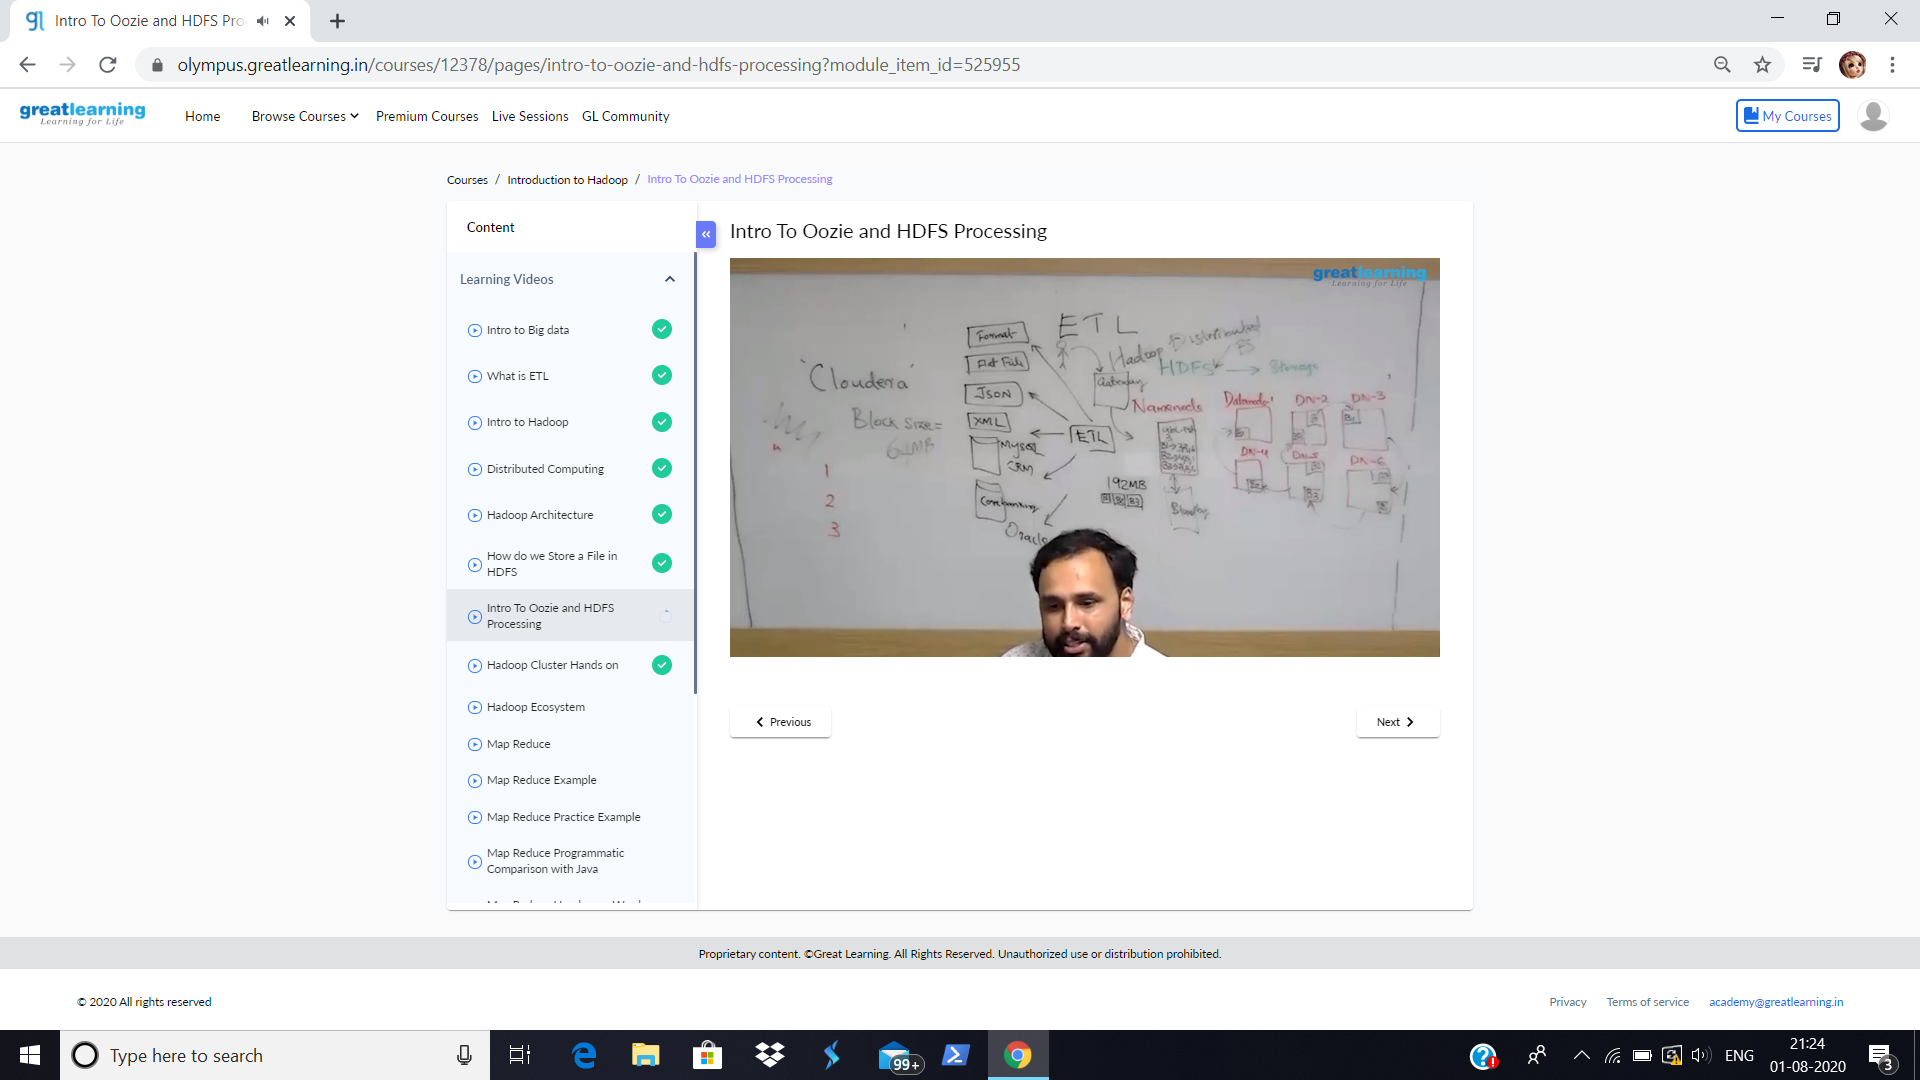 Intro To Oozie and HDFS Pro
olympus.greatlearning.in/courses/12378/pages/intro-to-oozie-and-hdfs-processing?module_item_id=525955
greatlearning
Learning for Life
Home
Browse Courses
Premium Courses
Live Sessions
GL Community
My Courses
Courses / Introduction to Hadoop / Intro To Oozie and HDFS Processing
Content
Learning Videos
Intro to Big data
What is ETL
Intro to Hadoop
Distributed Computing
Hadoop Architecture
How do we Store a File in
HDFS
Intro To Oozie and HDFS
Processing
Hadoop Cluster Hands on
Hadoop Ecosystem
Map Reduce
Map Reduce Example
Map Reduce Practice Example
Map Reduce Programmatic
Comparison with Java
Intro To Oozie and HDFS Processing
greatlearning
Learning for Life
ETL
Format
Flat File
JSON
XML
Mysql
CRM
Oracle
ETL
Hadoop Distributed
FS
HDFS
Storage
Gateway
"Cloudera"
Block Size =
64MB
1
2
3
Namenode
192MB
B1 B2 B3
Standby
Datanode1
DN-2
DN-3
DN-4
DN-5
DN-6
Previous
Next
Proprietary content. ©Great Learning. All Rights Reserved. Unauthorized use or distribution prohibited.
© 2020 All rights reserved
Privacy
Terms of service
academy@greatlearning.in
Type here to search
99+
ENG
21:24
01-08-2020
3